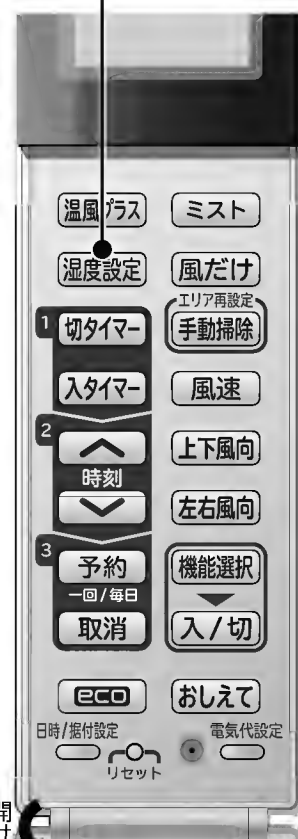 温風プラス ミスト
湿度設定 風だけ
エリア再設定
1 切タイマー 手動掃除
入タイマー 風速
2
時刻
上下風向
左右風向
3 予約 機能選択
一回/毎日
取消 入/切
eco おしえて
日時/据付設定 電気代設定
リセット
開
け